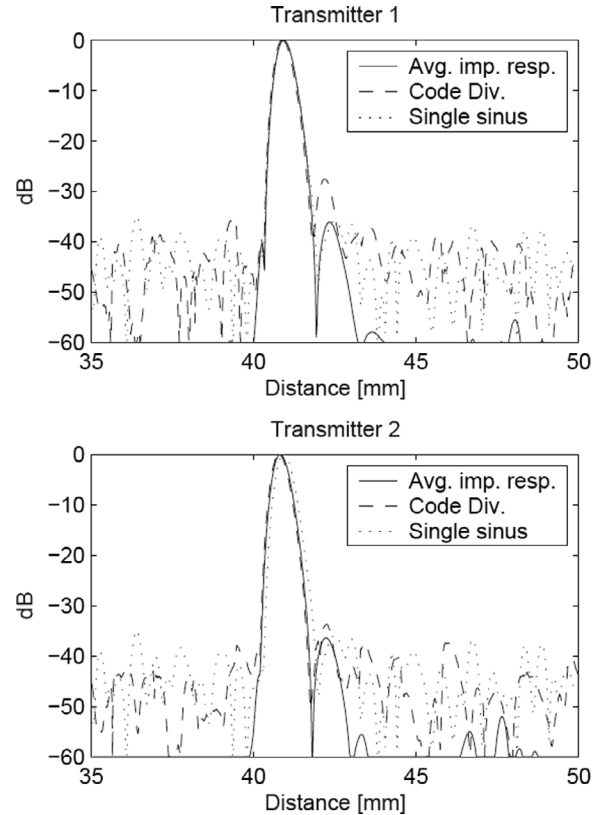 Transmitter 1
0
−10
−20
−30
−40
−50
−60
dB
Avg. imp. resp.
Code Div.
Single sinus
35
40
45
50
Distance [mm]
Transmitter 2
0
−10
−20
−30
−40
−50
−60
dB
Avg. imp. resp.
Code Div.
Single sinus
35
40
45
50
Distance [mm]